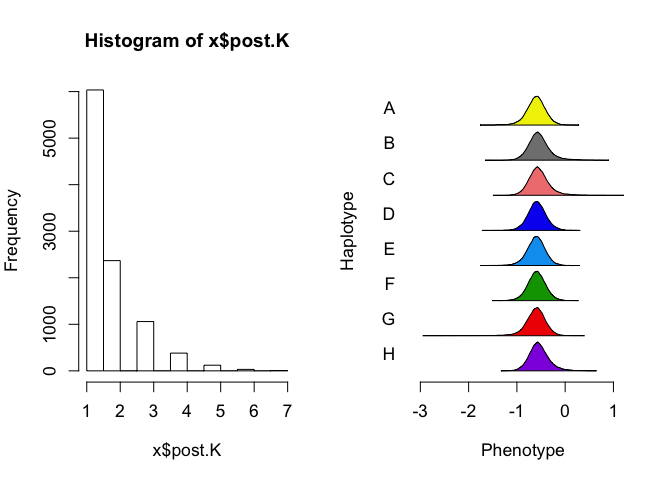 Histogram of x$post.K
Frequency
0
1000
3000
5000
1 2 3 4 5 6 7
x$post.K
Haplotype
A
B
C
D
E
F
G
H
-3 -2 -1 0 1
Phenotype